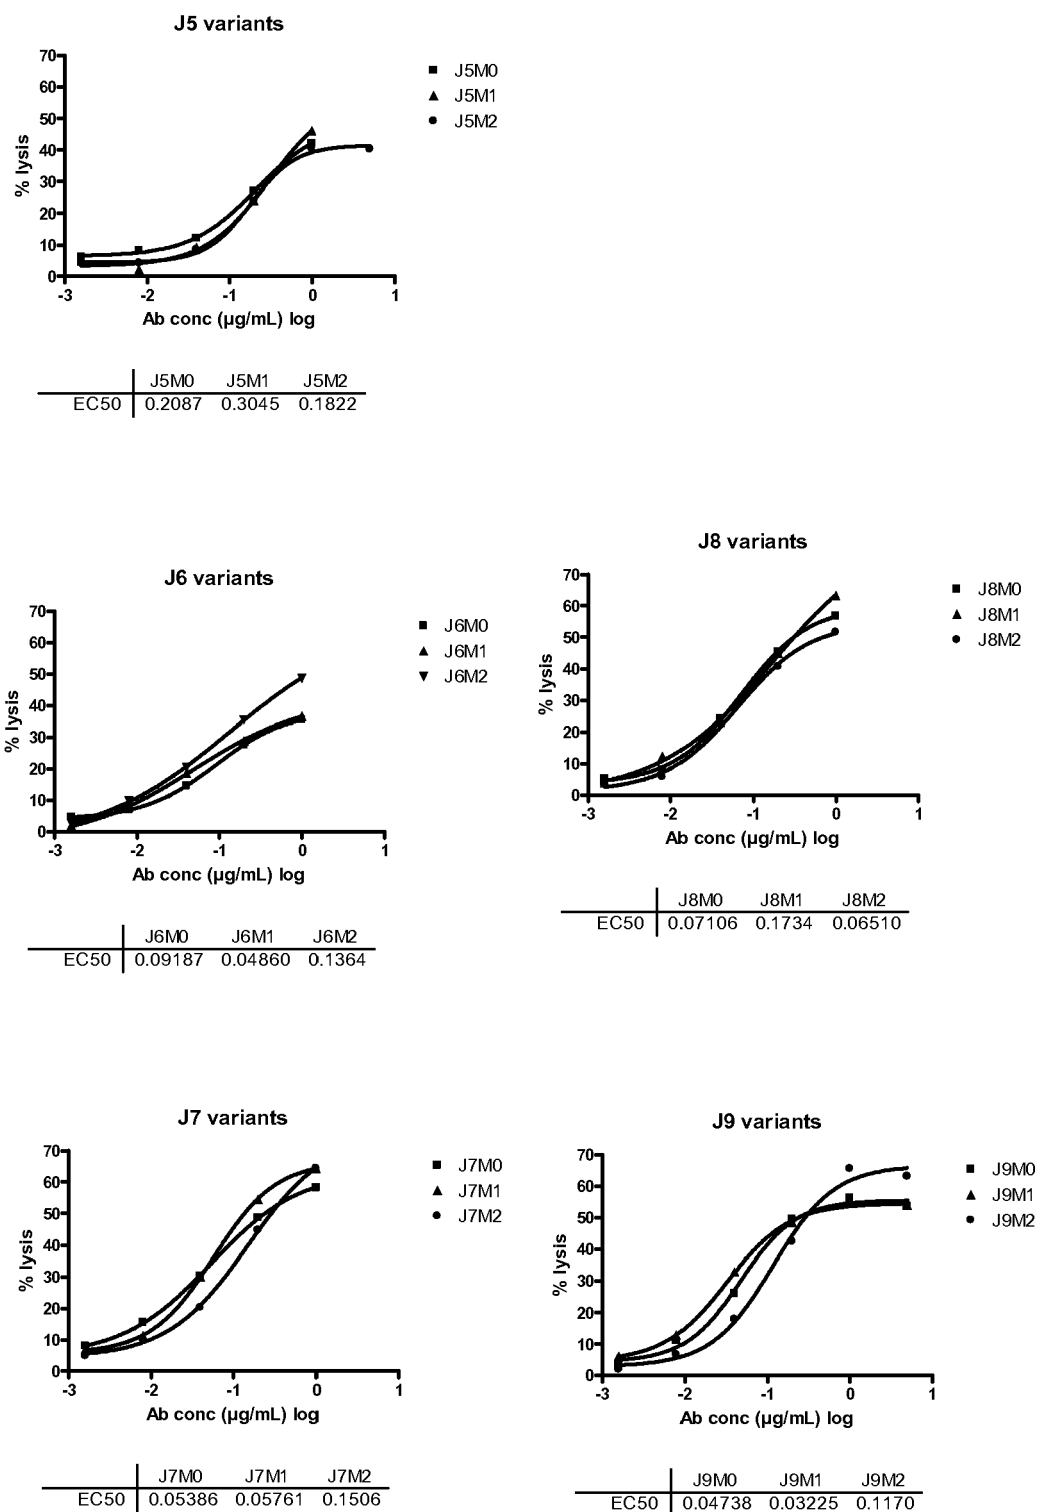 J5 variants
70
60
50
40
30
20
10
0
% lysis
-3 -2 -1 0 1
Ab conc (µg/mL) log
J5M0
J5M1
J5M2
J5M0 J5M1 J5M2
EC50 0.2087 0.3045 0.1822
J6 variants
70
60
50
40
30
20
10
0
% lysis
-3 -2 -1 0 1
Ab conc (µg/mL) log
J6M0
J6M1
J6M2
J6M0 J6M1 J6M2
EC50 0.09187 0.04860 0.1364
J8 variants
70
60
50
40
30
20
10
0
% lysis
-3 -2 -1 0 1
Ab conc (µg/mL) log
J8M0
J8M1
J8M2
J8M0 J8M1 J8M2
EC50 0.07106 0.1734 0.06510
J7 variants
70
60
50
40
30
20
10
0
% lysis
-3 -2 -1 0 1
Ab conc (µg/mL) log
J7M0
J7M1
J7M2
J7M0 J7M1 J7M2
EC50 0.05386 0.05761 0.1506
J9 variants
70
60
50
40
30
20
10
0
% lysis
-3 -2 -1 0 1
Ab conc (µg/mL) log
J9M0
J9M1
J9M2
J9M0 J9M1 J9M2
EC50 0.04738 0.03225 0.1170